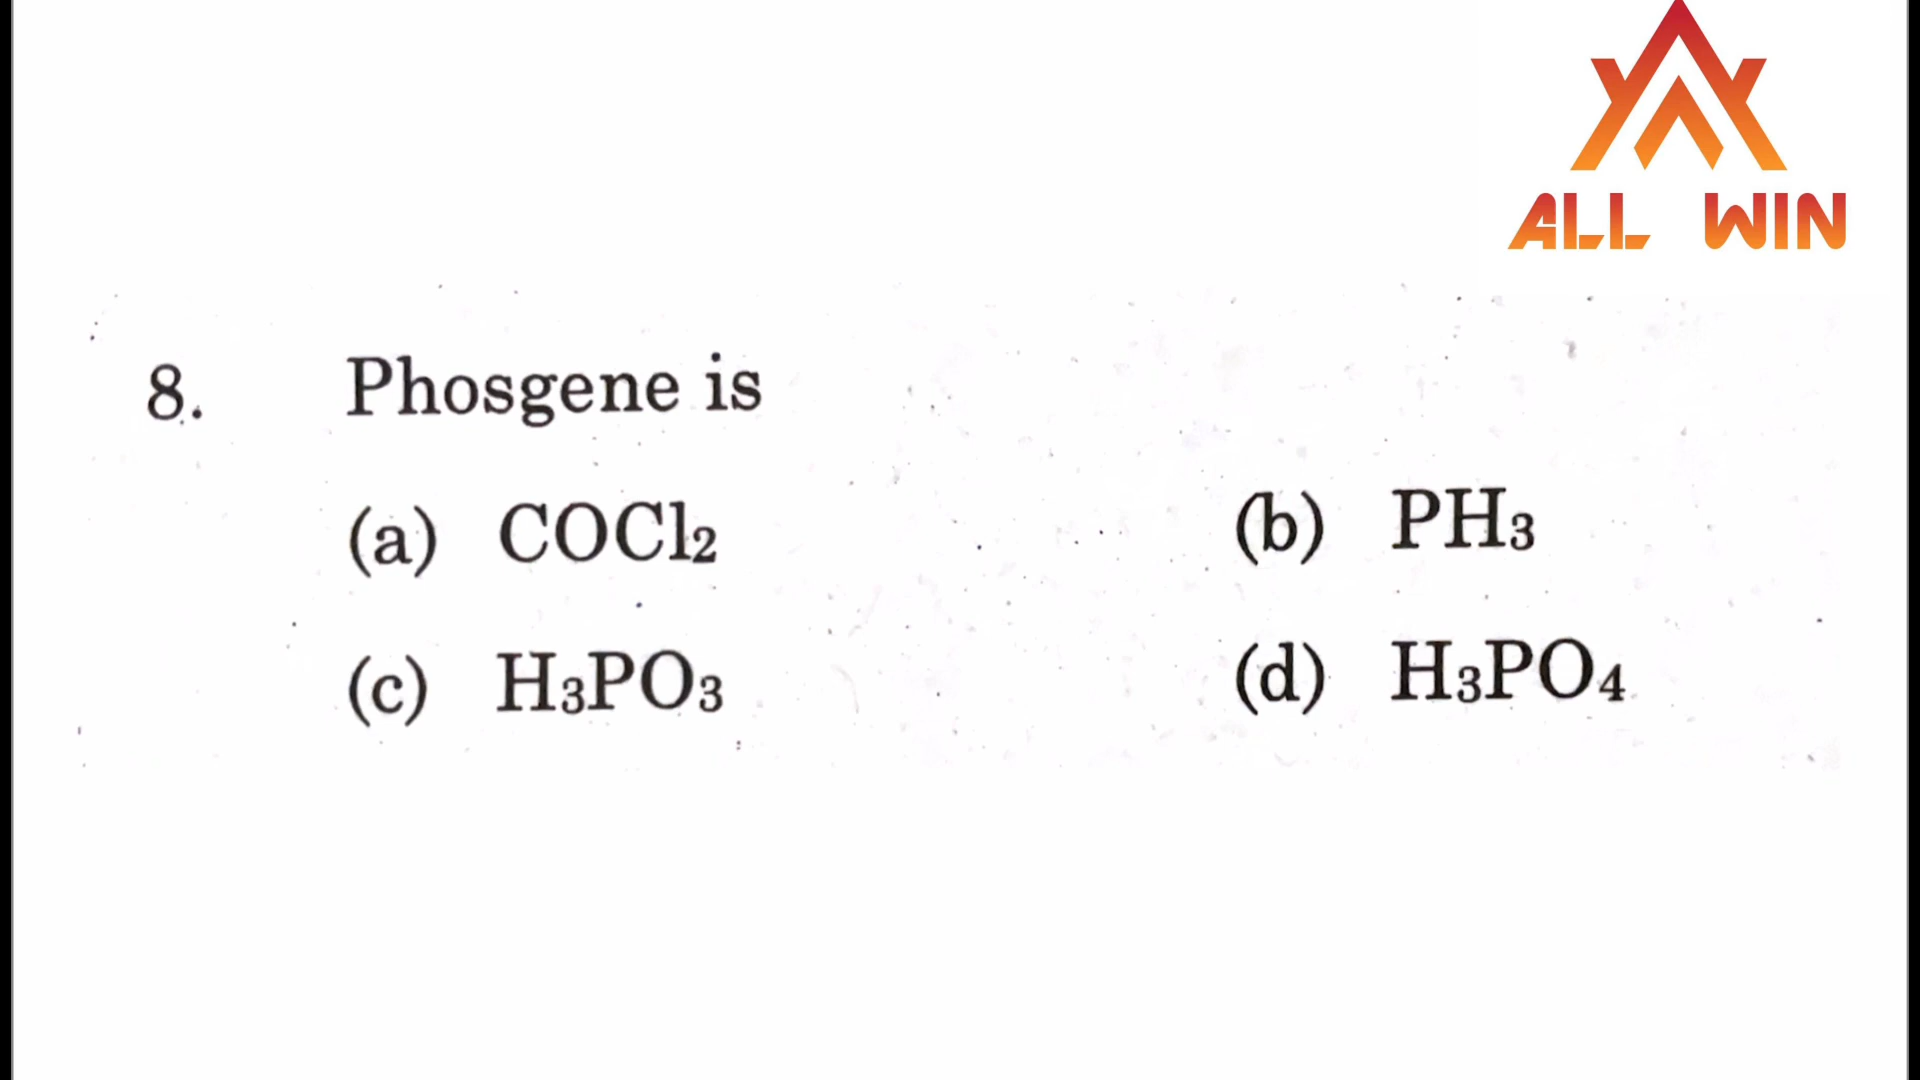 ALL WIN
8. Phosgene is
(a) COCl2 (b) PH3
(c) H3PO3 (d) H3PO4